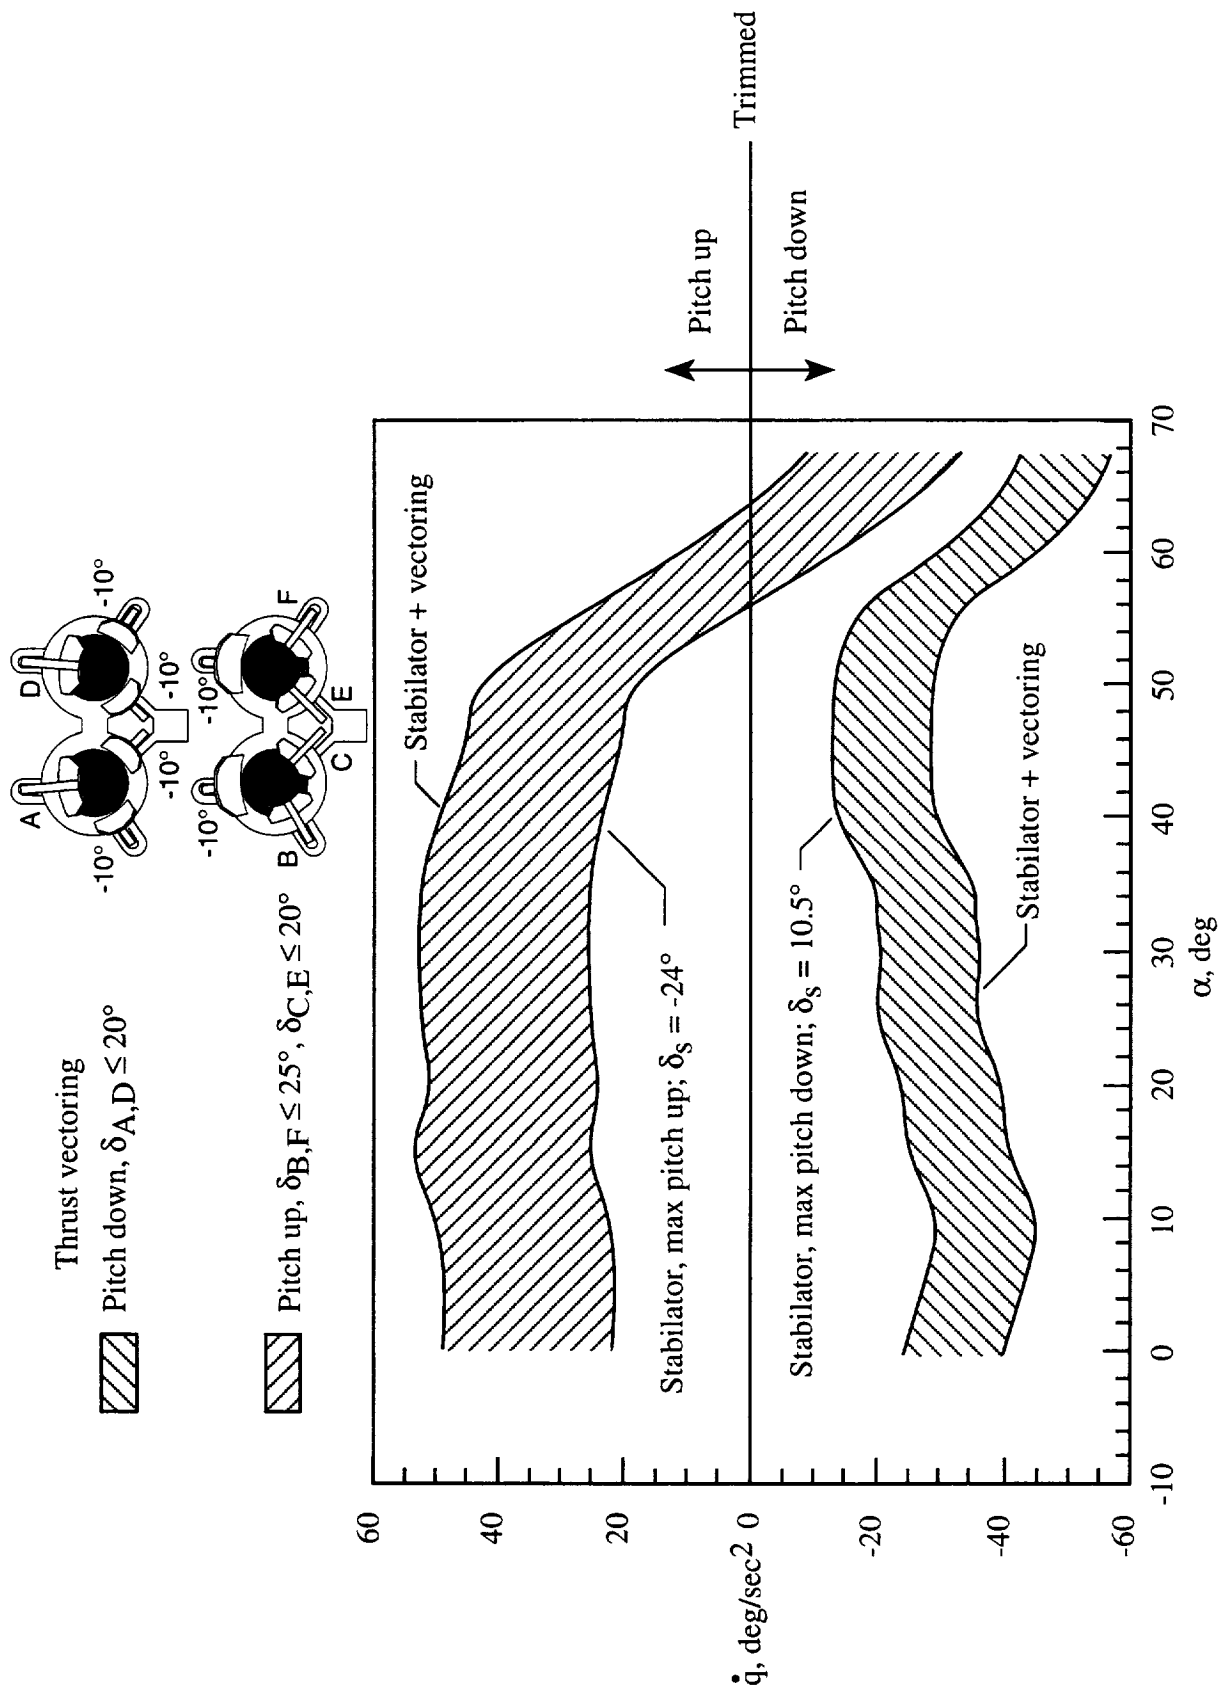 Thrust vectoring
Pitch down, δA,D ≤ 20°
Pitch up, δB,F ≤ 25°, δC,E ≤ 20°
A
D
-10°
-10°
-10°
-10°
-10°
-10°
B
C
E
F
60
40
20
0
-20
-40
-60
q̇, deg/sec2
Stabilator + vectoring
Stabilator, max pitch up; δs = -24°
Stabilator, max pitch down; δs = 10.5°
Stabilator + vectoring
Pitch up
Pitch down
Trimmed
-10
0
10
20
30
40
50
60
70
α, deg